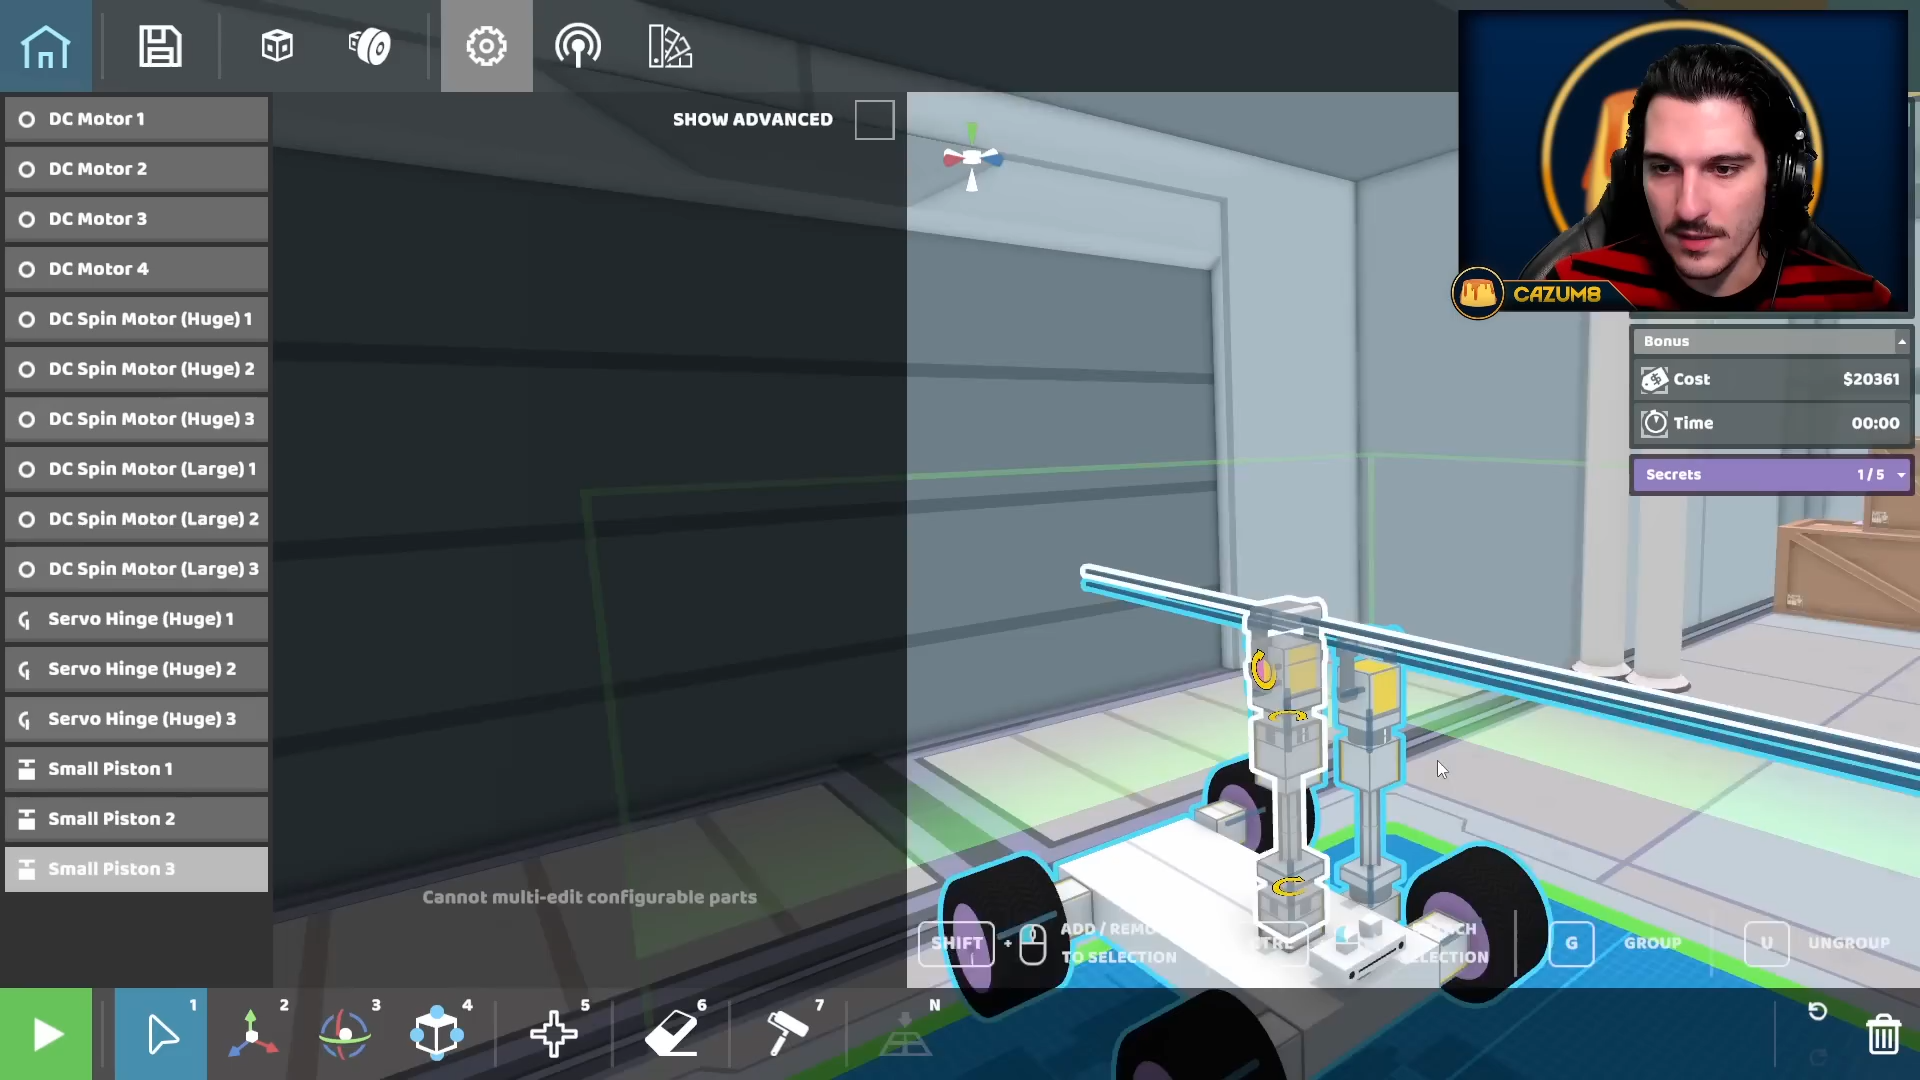 SHOW ADVANCED
DC Motor 1
DC Motor 2
DC Motor 3
DC Motor 4
DC Spin Motor (Huge) 1
DC Spin Motor (Huge) 2
DC Spin Motor (Huge) 3
DC Spin Motor (Large) 1
DC Spin Motor (Large) 2
DC Spin Motor (Large) 3
Servo Hinge (Huge) 1
Servo Hinge (Huge) 2
Servo Hinge (Huge) 3
Small Piston 1
Small Piston 2
Small Piston 3
Cannot multi-edit configurable parts
CAZUM8
Bonus
Cost $20361
Time 00:00
Secrets 1/5
SHIFT + ADD / REMO
TO SELECTION
G GROUP
U UNGROUP
1 2 3 4 5 6 7 N